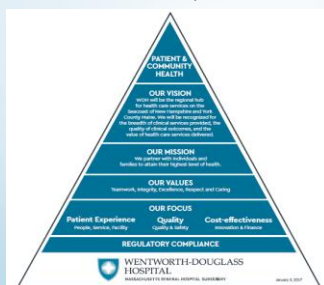 PATIENT &
COMMUNITY
HEALTH
OUR VISION
WDH will be the regional hub
for health care services on the
Seacoast of New Hampshire and York
County Maine. We will be recognized for
the breadth of clinical services provided, the
quality of clinical outcomes, and the
value of health care services delivered.
OUR MISSION
We partner with individuals and
families to attain their highest level of health.
OUR VALUES
Teamwork, Integrity, Excellence, Respect and Caring
OUR FOCUS
Patient Experience Quality Cost-effectiveness
People, Service, Facility Quality & Safety Innovation & Finance
REGULATORY COMPLIANCE
WENTWORTH-DOUGLASS
HOSPITAL
MASSACHUSETTS GENERAL HOSPITAL SUBSIDIARY
January 2017